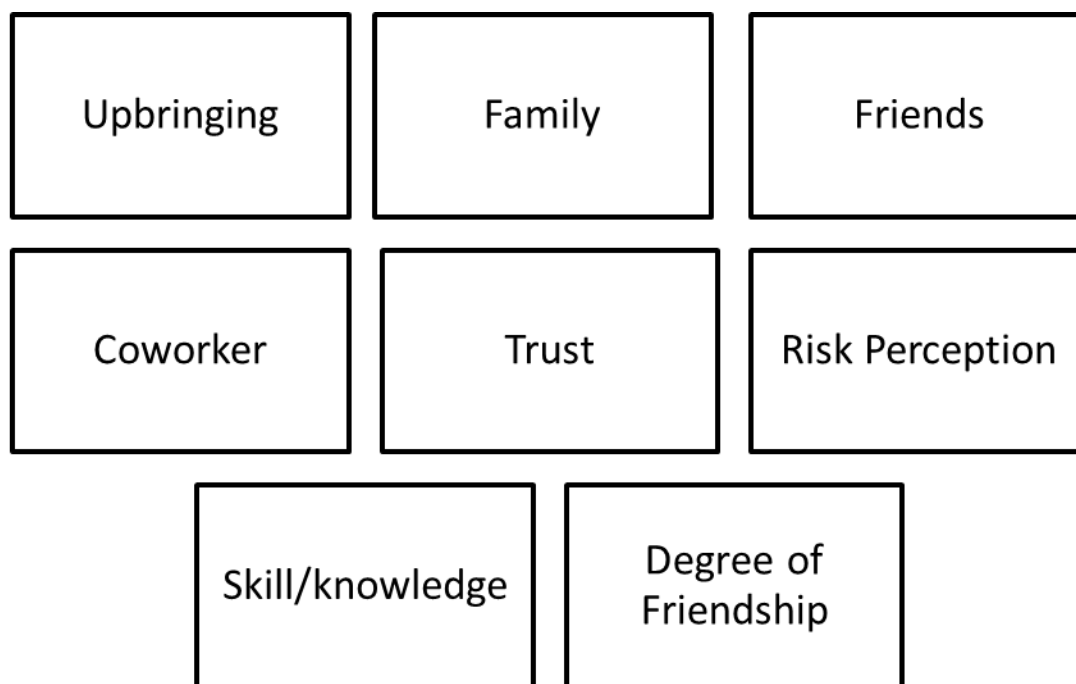 Upbringing
Family
Friends
Coworker
Trust
Risk Perception
Skill/knowledge
Degree of
Friendship